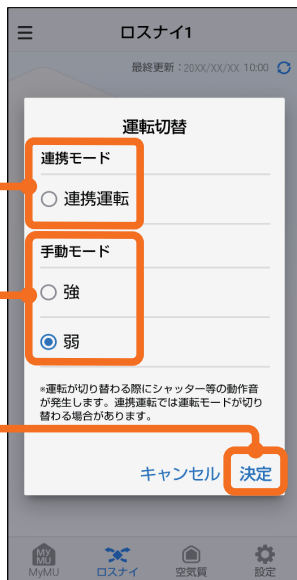 ロスナイ1
最終更新：20XX/XX/XX 10:00
運転切替
連携モード
連携運転
手動モード
強
弱
※運転が切り替わる際にシャッター等の動作音
が発生します。連携運転では運転モードが切り
替わる場合があります。
キャンセル 決定
MY
MU
MyMU ロスナイ 空気質 設定